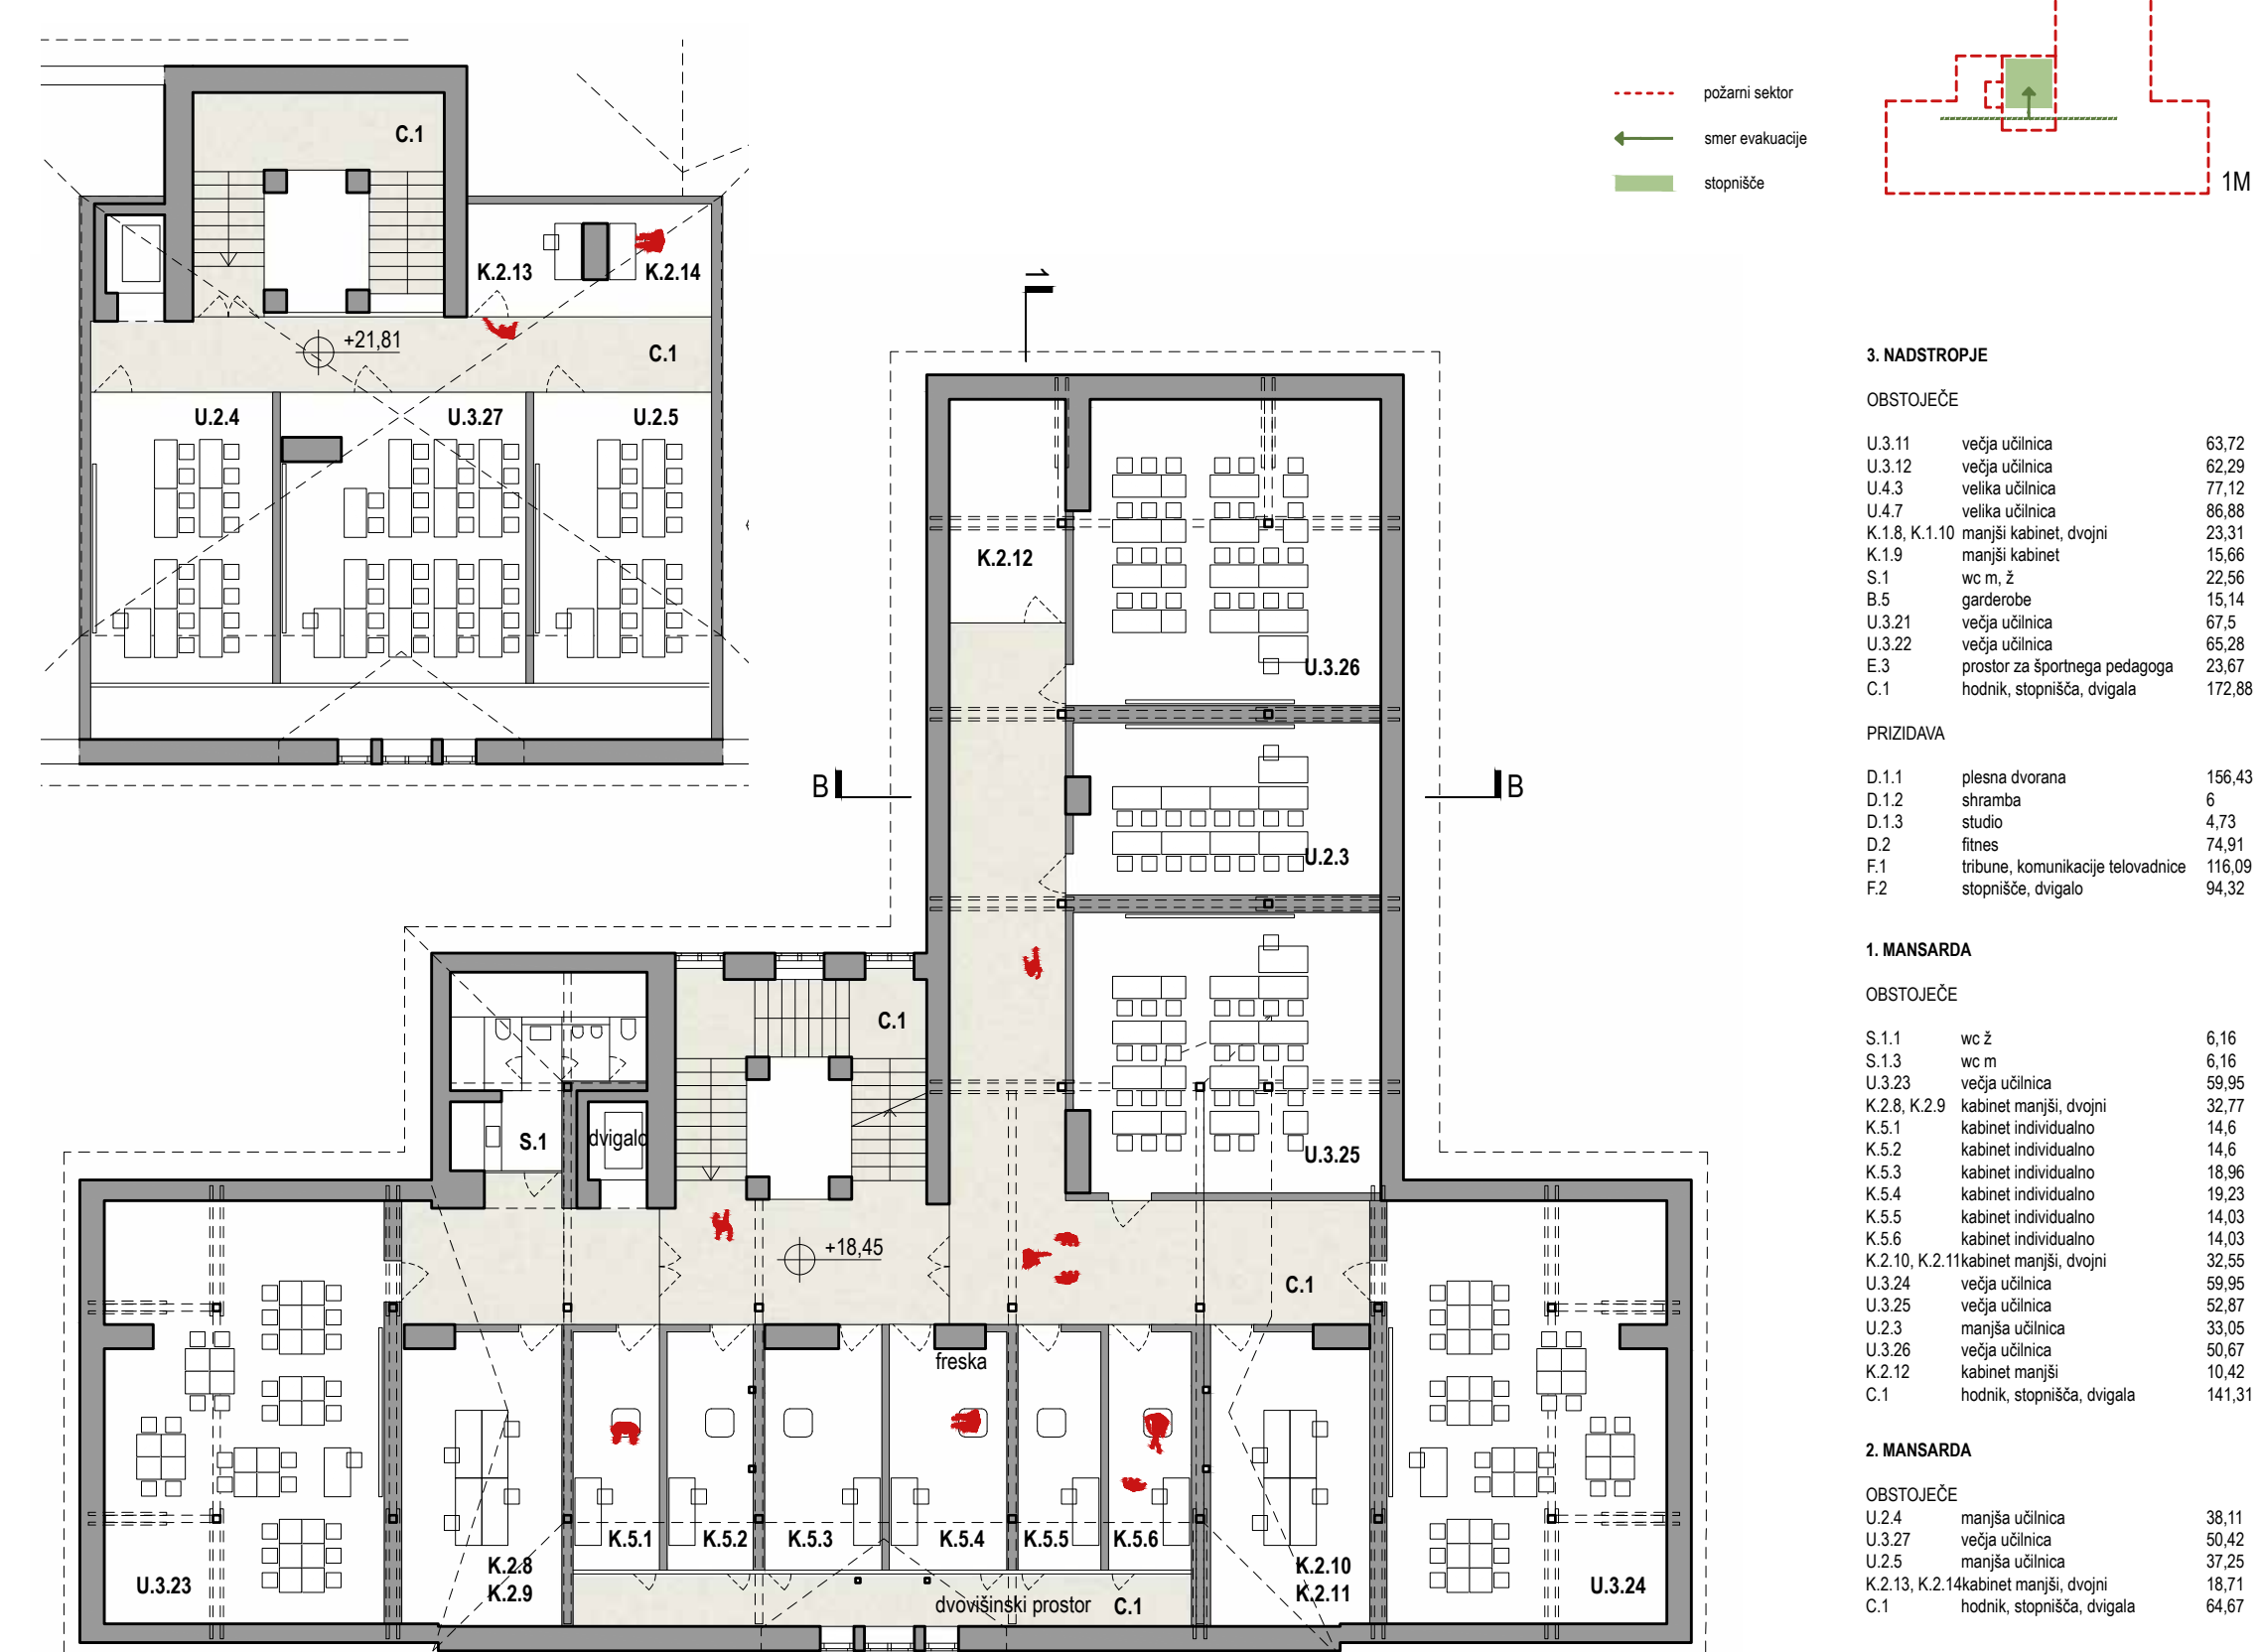 C.1
K.2.13
K.2.14
+21,81
C.1
U.2.4
U.3.27
U.2.5
požarni sektor
smer evakuacije
stopnišče
1M
1
K.2.12
U.3.26
B
B
U.2.3
C.1
S.1
dvigalo
U.3.25
+18,45
C.1
freska
K.5.1
K.5.2
K.5.3
K.5.4
K.5.5
K.5.6
K.2.8
K.2.9
K.2.10
K.2.11
U.3.23
U.3.24
dvovišinski prostor
C.1
3. NADSTROPJE
OBSTOJEČE
U.3.11 večja učilnica 63,72
U.3.12 večja učilnica 62,29
U.4.3 velika učilnica 77,12
U.4.7 velika učilnica 86,88
K.1.8, K.1.10 manjši kabinet, dvojni 23,31
K.1.9 manjši kabinet 15,66
S.1 wc m, ž 22,56
B.5 garderobe 15,14
U.3.21 večja učilnica 67,5
U.3.22 večja učilnica 65,28
E.3 prostor za športnega pedagoga 23,67
C.1 hodnik, stopnišča, dvigala 172,88
PRIZIDAVA
D.1.1 plesna dvorana 156,43
D.1.2 shramba 6
D.1.3 studio 4,73
D.2 fitnes 74,91
F.1 tribune, komunikacije telovadnice 116,09
F.2 stopnišče, dvigalo 94,32
1. MANSARDA
OBSTOJEČE
S.1.1 wc ž 6,16
S.1.3 wc m 6,16
U.3.23 večja učilnica 59,95
K.2.8, K.2.9 kabinet manjši, dvojni 32,77
K.5.1 kabinet individualno 14,6
K.5.2 kabinet individualno 14,6
K.5.3 kabinet individualno 18,96
K.5.4 kabinet individualno 19,23
K.5.5 kabinet individualno 14,03
K.5.6 kabinet individualno 14,03
K.2.10, K.2.11 kabinet manjši, dvojni 32,55
U.3.24 večja učilnica 59,95
U.3.25 večja učilnica 52,87
U.2.3 manjša učilnica 33,05
U.3.26 večja učilnica 50,67
K.2.12 kabinet manjši 10,42
C.1 hodnik, stopnišča, dvigala 141,31
2. MANSARDA
OBSTOJEČE
U.2.4 manjša učilnica 38,11
U.3.27 večja učilnica 50,42
U.2.5 manjša učilnica 37,25
K.2.13, K.2.14 kabinet manjši, dvojni 18,71
C.1 hodnik, stopnišča, dvigala 64,67